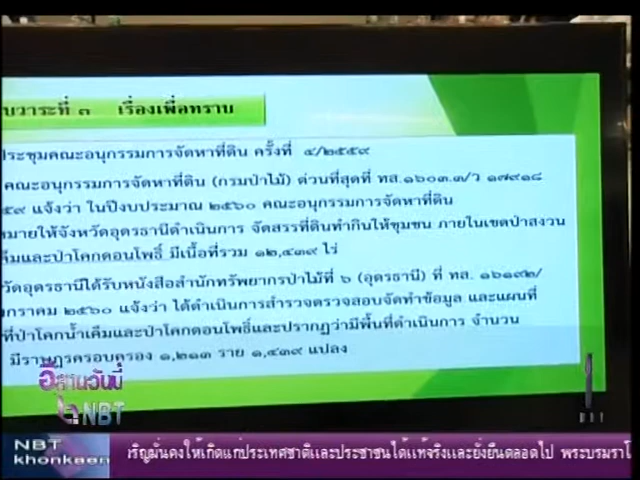 บวาระที่ ๓ เรื่องเพื่อทราบ
ประชุมคณะอนุกรรมการจัดหาที่ดิน ครั้งที่ ๔/๒๕๕๙
คณะอนุกรรมการจัดหาที่ดิน (กรมป่าไม้) ด่วนที่สุดที่ ทส.๑๖๐๓.๓/ว ๑๗๙๑๘
๕๙ แจ้งว่า ในปีงบประมาณ ๒๕๖๐ คณะอนุกรรมการจัดหาที่ดิน
หมายให้จังหวัดอุดรธานีดำเนินการ จัดสรรที่ดินทำกินให้ชุมชน ภายในเขตป่าสงวน
ค็มและป่าโคกดอนโพธิ์ มีเนื้อที่รวม ๑๒,๔๓๙ ไร่
วัดอุดรธานีได้รับหนังสือสำนักทรัพยากรป่าไม้ที่ ๖ (อุดรธานี) ที่ ทส. ๑๖๑๙๒/
กราคม ๒๕๖๐ แจ้งว่า ได้ดำเนินการสำรวจตรวจสอบจัดทำข้อมูล และแผนที่
ที่ป่าโคกน้ำเค็มและป่าโคกดอนโพธิ์และปรากฏว่ามีพื้นที่ดำเนินการ จำนวน
มีราษฎรครอบครอง ๑,๒๑๓ ราย ๑,๔๓๙ แปลง
อีสานวันนี้
NBT
NBT
khonkaen
เริญมั่นคงให้เกิดแก่ประเทศชาติและประชาชนได้แท้จริงและยั่งยืนตลอดไป พระบรมราโ